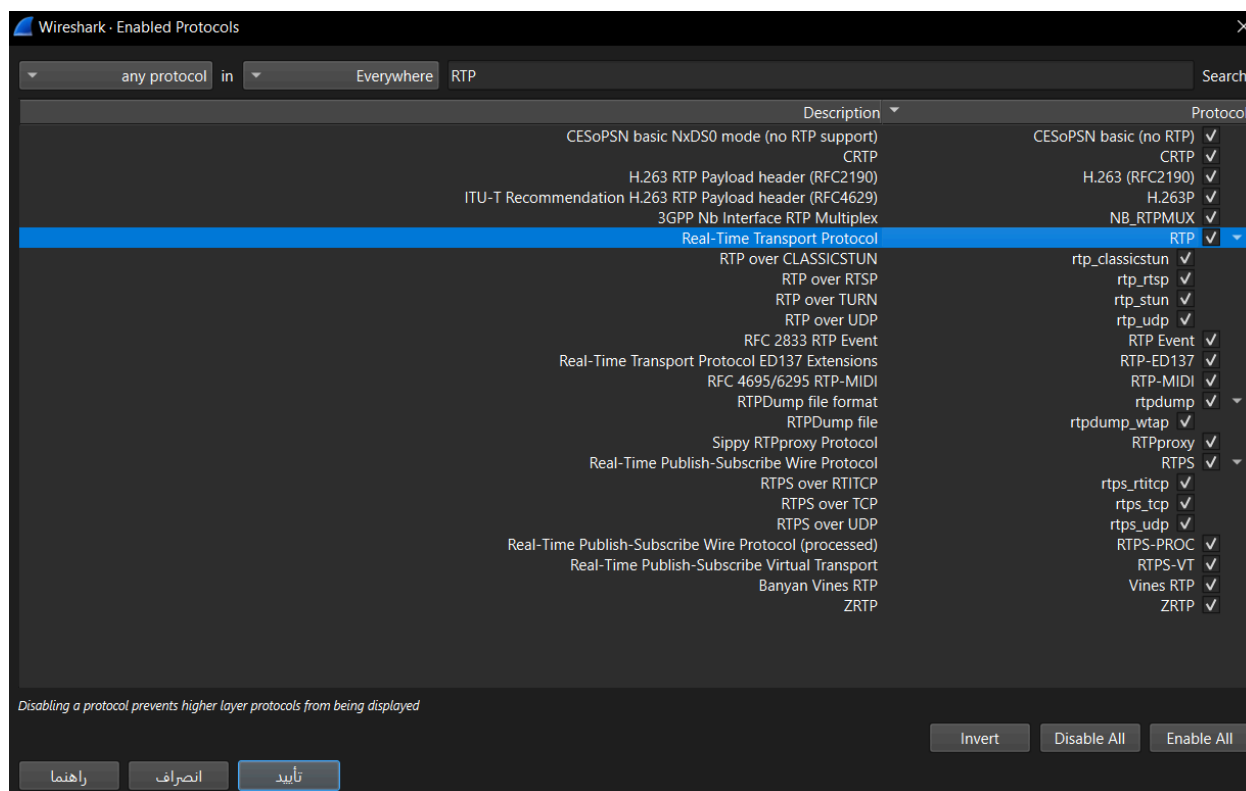 Wireshark · Enabled Protocols
any protocol in Everywhere RTP Search
Description Protocol
CESoPSN basic NxDS0 mode (no RTP support) CESoPSN basic (no RTP)
CRTP CRTP
H.263 RTP Payload header (RFC2190) H.263 (RFC2190)
ITU-T Recommendation H.263 RTP Payload header (RFC4629) H.263P
3GPP Nb Interface RTP Multiplex NB_RTPMUX
Real-Time Transport Protocol RTP
RTP over CLASSICSTUN rtp_classicstun
RTP over RTSP rtp_rtsp
RTP over TURN rtp_stun
RTP over UDP rtp_udp
RFC 2833 RTP Event RTP Event
Real-Time Transport Protocol ED137 Extensions RTP-ED137
RFC 4695/6295 RTP-MIDI RTP-MIDI
RTPDump file format rtpdump
RTPDump file rtpdump_wtap
Sippy RTPproxy Protocol RTPproxy
Real-Time Publish-Subscribe Wire Protocol RTPS
RTPS over RTITCP rtps_rtitcp
RTPS over TCP rtps_tcp
RTPS over UDP rtps_udp
Real-Time Publish-Subscribe Wire Protocol (processed) RTPS-PROC
Real-Time Publish-Subscribe Virtual Transport RTPS-VT
Banyan Vines RTP Vines RTP
ZRTP ZRTP
Disabling a protocol prevents higher layer protocols from being displayed
Invert Disable All Enable All
راهنما انصراف تأیید